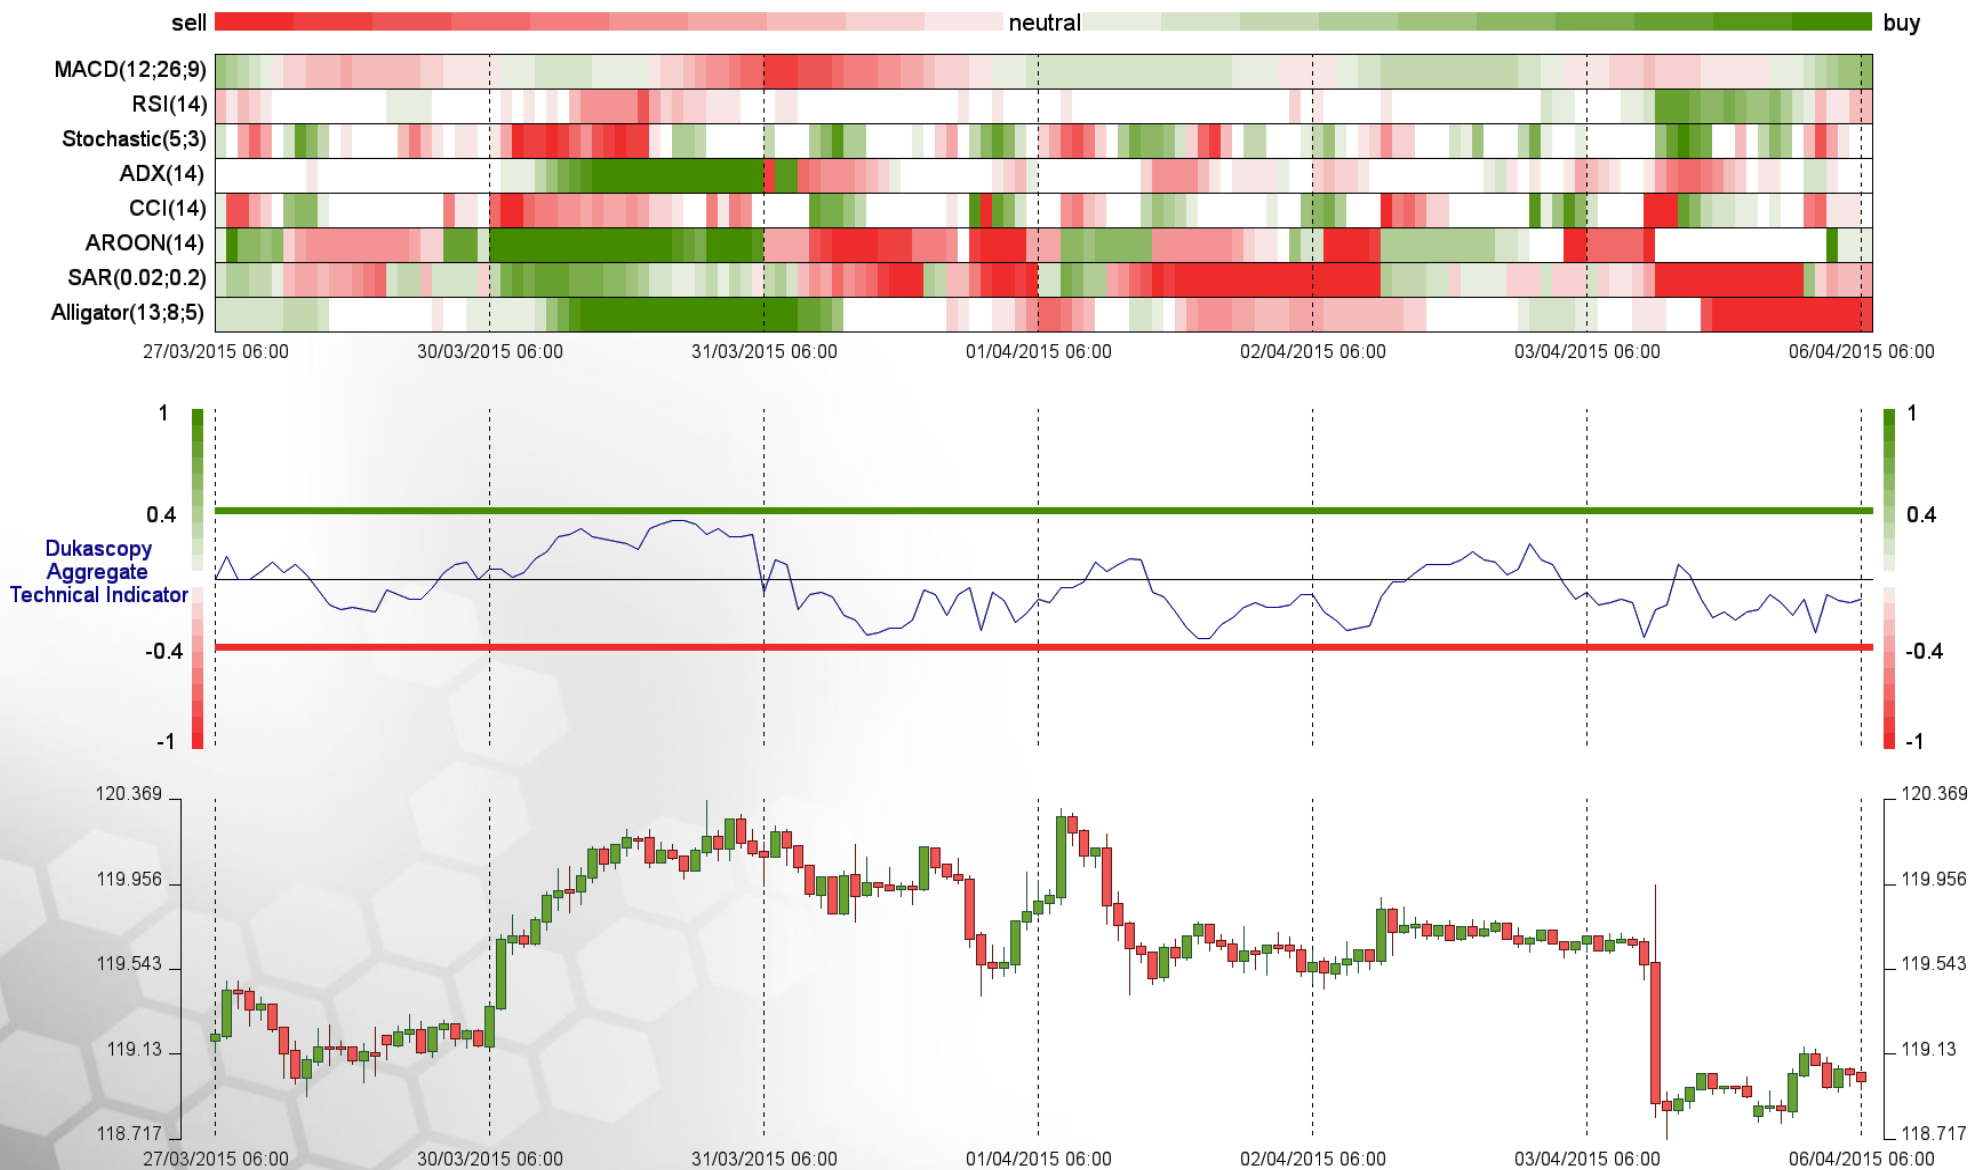 sell neutral buy
MACD(12;26;9)
RSI(14)
Stochastic(5;3)
ADX(14)
CCI(14)
AROON(14)
SAR(0.02;0.2)
Alligator(13;8;5)
27/03/2015 06:00 30/03/2015 06:00 31/03/2015 06:00 01/04/2015 06:00 02/04/2015 06:00 03/04/2015 06:00 06/04/2015 06:00
1 1
0.4 0.4
Dukascopy
Aggregate
Technical Indicator
-0.4 -0.4
-1 -1
120.369 120.369
119.956 119.956
119.543 119.543
119.13 119.13
118.717 118.717
27/03/2015 06:00 30/03/2015 06:00 31/03/2015 06:00 01/04/2015 06:00 02/04/2015 06:00 03/04/2015 06:00 06/04/2015 06:00